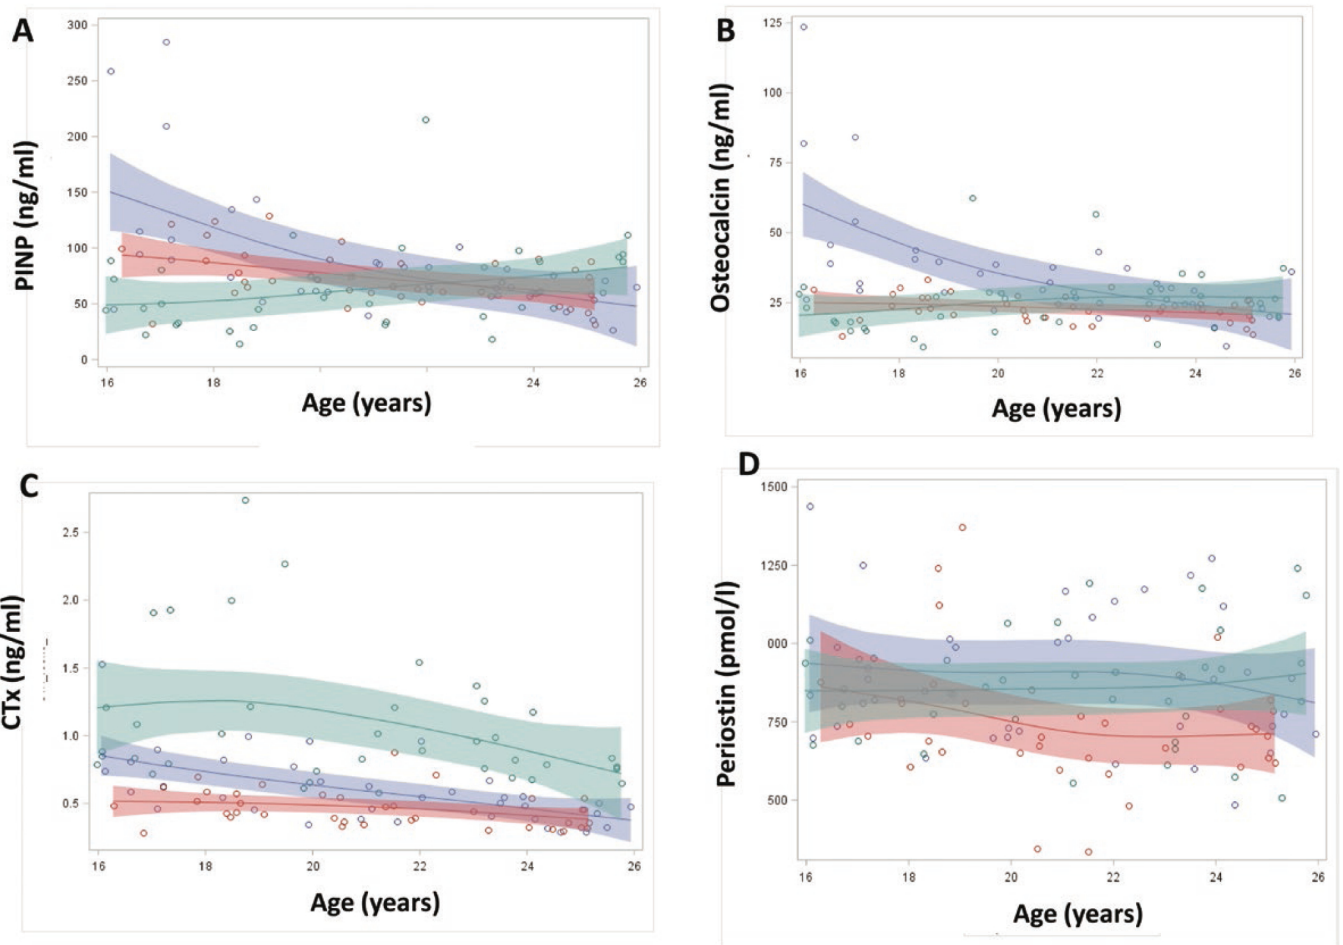 A
PINP (ng/ml)
300
250
200
150
100
50
0
16 18 24 26
Age (years)
B
Osteocalcin (ng/ml)
125
100
75
50
25
16 18 20 22 24 26
Age (years)
C
CTx (ng/ml)
2.5
2.0
1.5
1.0
0.5
16 18 20 22 24 26
Age (years)
D
Periostin (pmol/l)
1500
1250
000
750
500
16 18 20 22 24 26
Age (years)